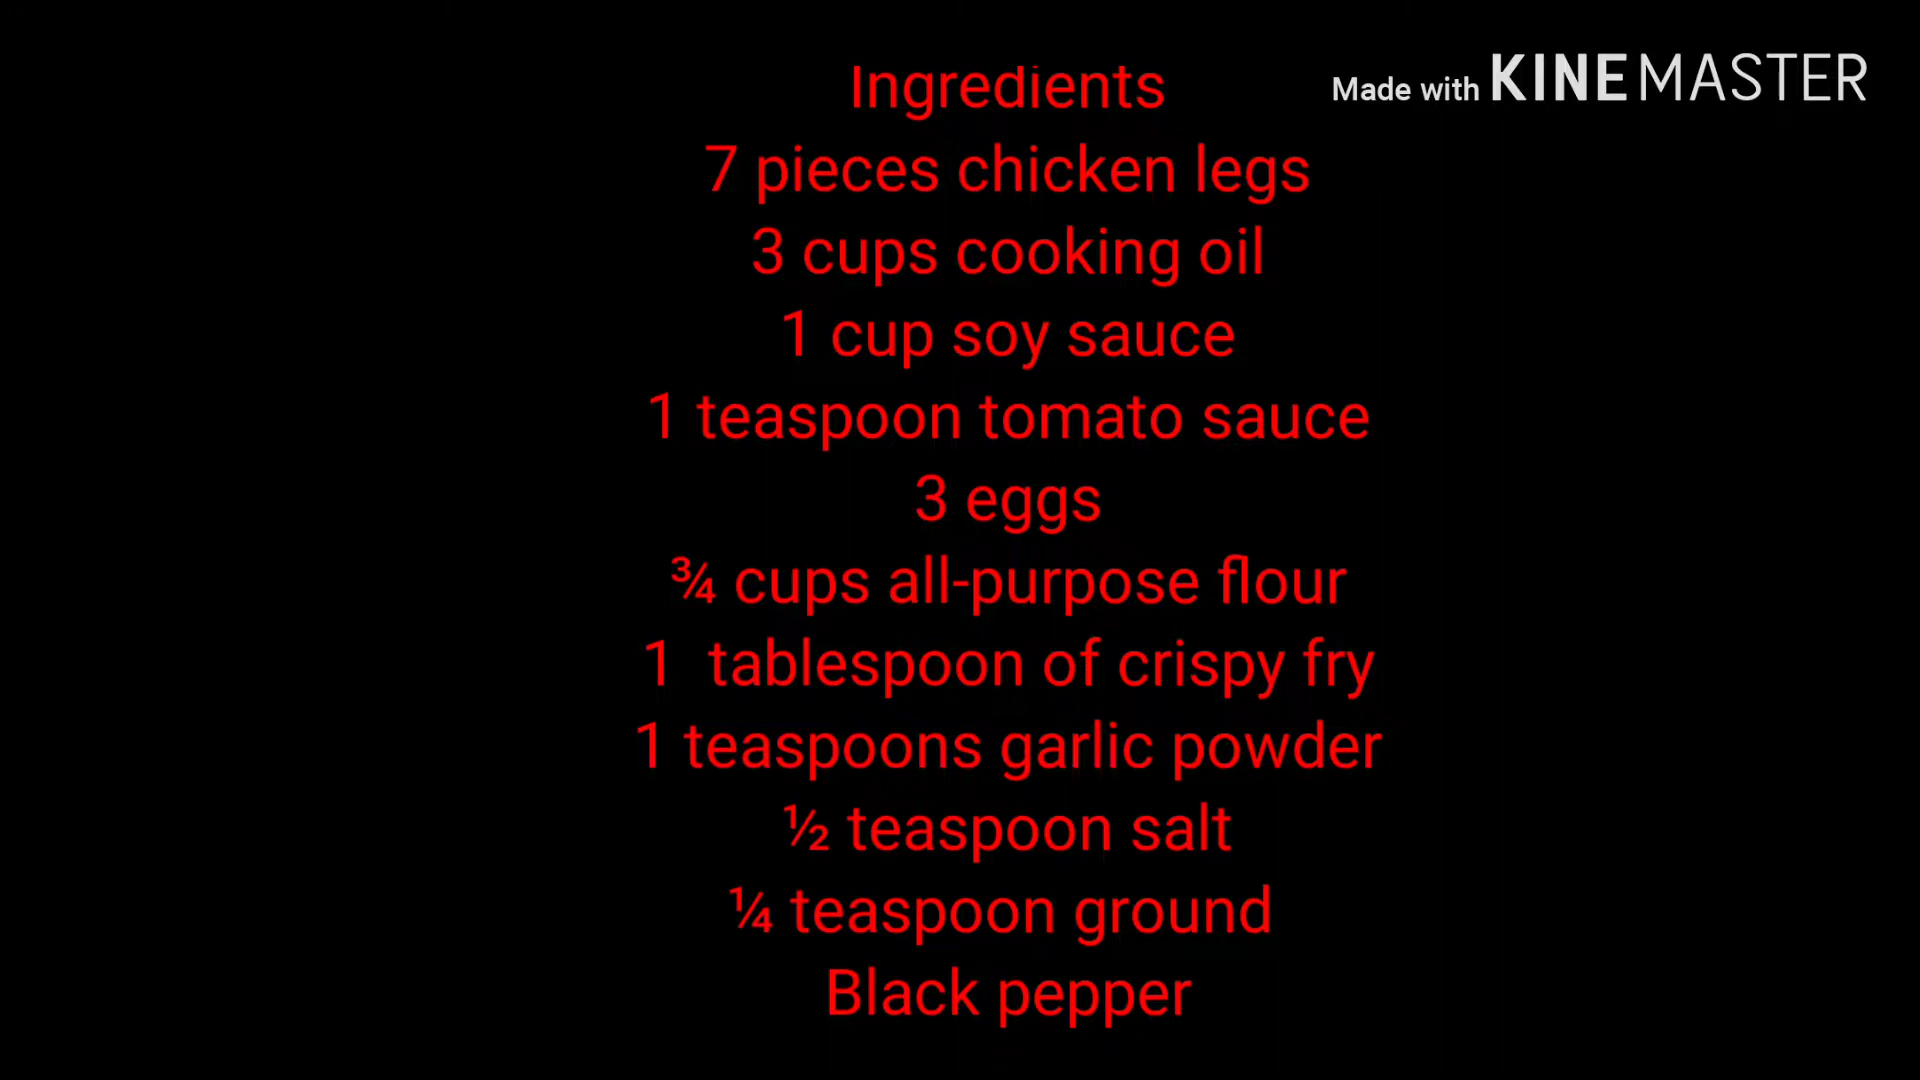 Ingredients
Made with KINEMASTER
7 pieces chicken legs
3 cups cooking oil
1 cup soy sauce
1 teaspoon tomato sauce
3 eggs
¾ cups all-purpose flour
1  tablespoon of crispy fry
1 teaspoons garlic powder
½ teaspoon salt
¼ teaspoon ground
Black pepper